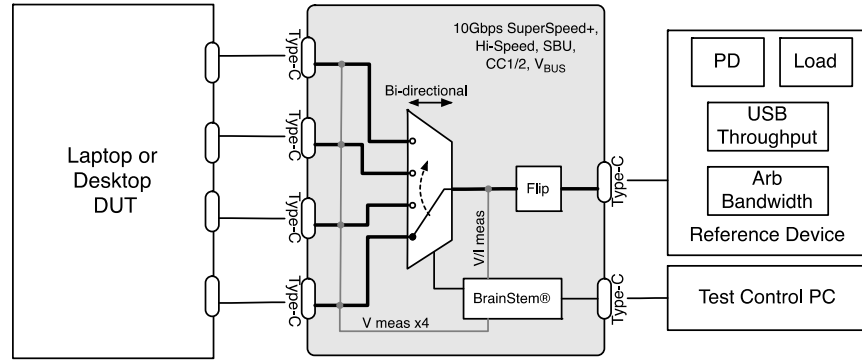 Laptop or
Desktop
DUT
Type-C
Type-C
Type-C
Type-C
10Gbps SuperSpeed+,
Hi-Speed, SBU,
CC1/2, VBUS
Bi-directional
V/I meas
Flip
BrainStem®
V meas x4
Type-C
Type-C
PD
Load
USB
Throughput
Arb
Bandwidth
Reference Device
Test Control PC